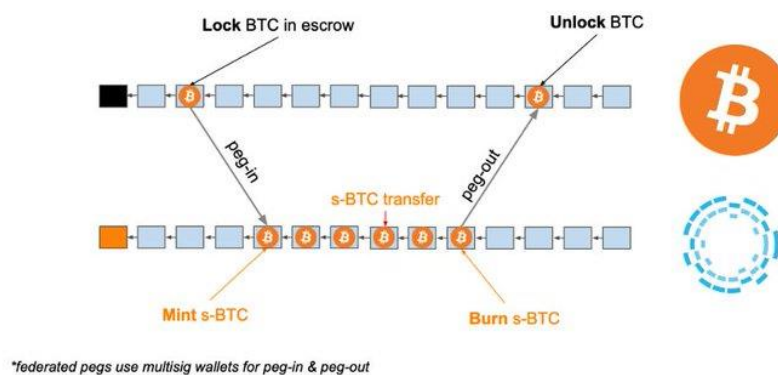 Lock BTC in escrow
Unlock BTC
peg-in
peg-out
s-BTC transfer
Mint s-BTC
Burn s-BTC
*federated pegs use multisig wallets for peg-in & peg-out